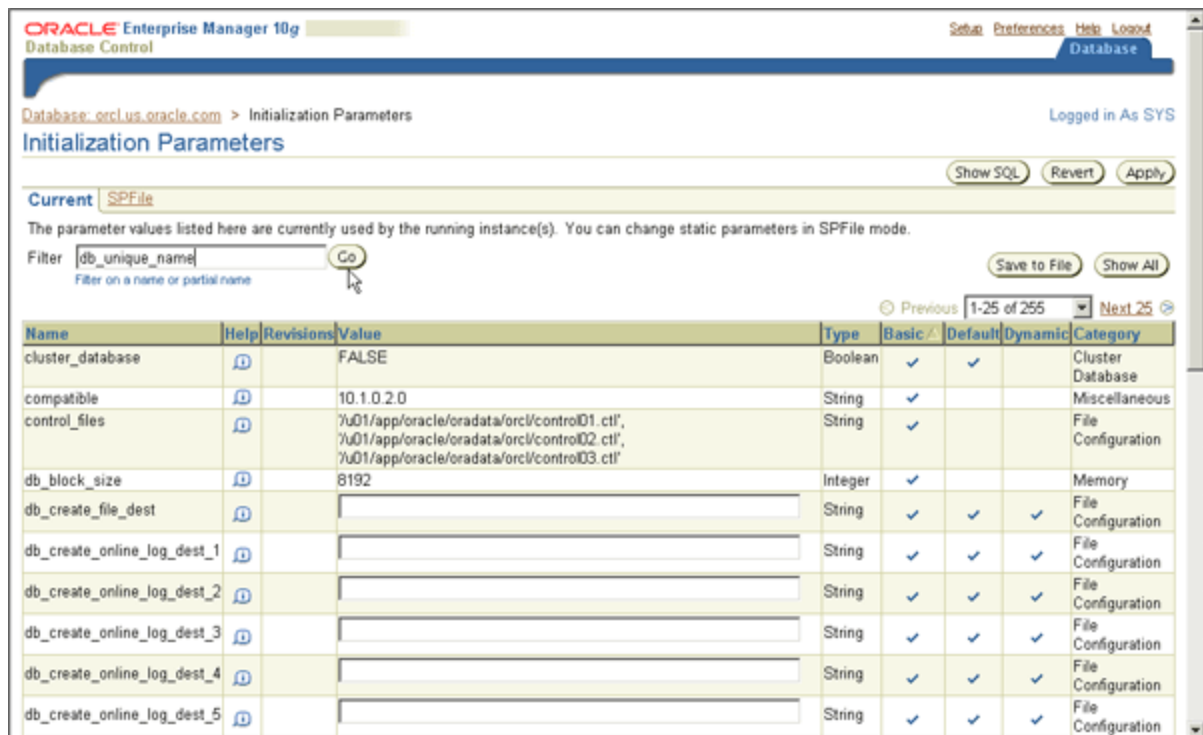 ORACLE Enterprise Manager 10g
Database Control
Setup Preferences Help Logout
Database
Database: orcl.us.oracle.com > Initialization Parameters
Logged in As SYS
Initialization Parameters
Show SQL Revert Apply
Current SPFile
The parameter values listed here are currently used by the running instance(s). You can change static parameters in SPFile mode.
Filter db_unique_name Go
Filter on a name or partial name
Save to File Show All
Previous 1-25 of 255 Next 25
Name Help Revisions Value Type Basic Default Dynamic Category
cluster_database FALSE Boolean Cluster
Database
compatible 10.1.0.2.0 String Miscellaneous
control_files '/u01/app/oracle/oradata/orcl/control01.ctl', String File
'/u01/app/oracle/oradata/orcl/control02.ctl', Configuration
'/u01/app/oracle/oradata/orcl/control03.ctl'
db_block_size 8192 Integer Memory
db_create_file_dest String File
Configuration
db_create_online_log_dest_1 String File
Configuration
db_create_online_log_dest_2 String File
Configuration
db_create_online_log_dest_3 String File
Configuration
db_create_online_log_dest_4 String File
Configuration
db_create_online_log_dest_5 String File
Configuration